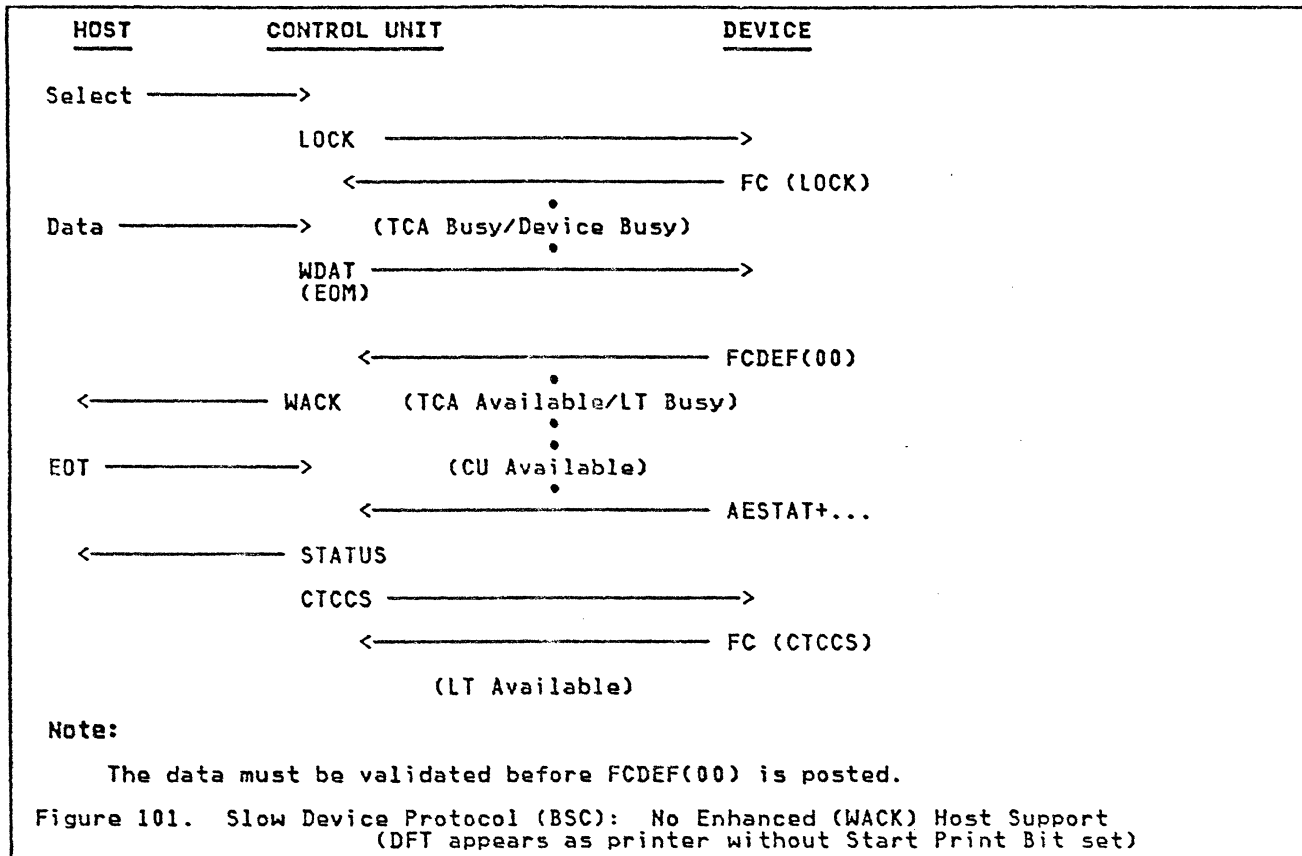 HOST CONTROL UNIT DEVICE
Select ————>
LOCK ————>
<———— FC (LOCK)
Data ————> (TCA Busy/Device Busy)
WDAT ————>
(EOM)
<———— FCDEF(00)
<———— WACK (TCA Available/LT Busy)
EOT ————> (CU Available)
<———— AESTAT+...
<———— STATUS
CTCCS ————>
<———— FC (CTCCS)
(LT Available)
Note:
The data must be validated before FCDEF(00) is posted.
Figure 101. Slow Device Protocol (BSC): No Enhanced (WACK) Host Support
(DFT appears as printer without Start Print Bit set)